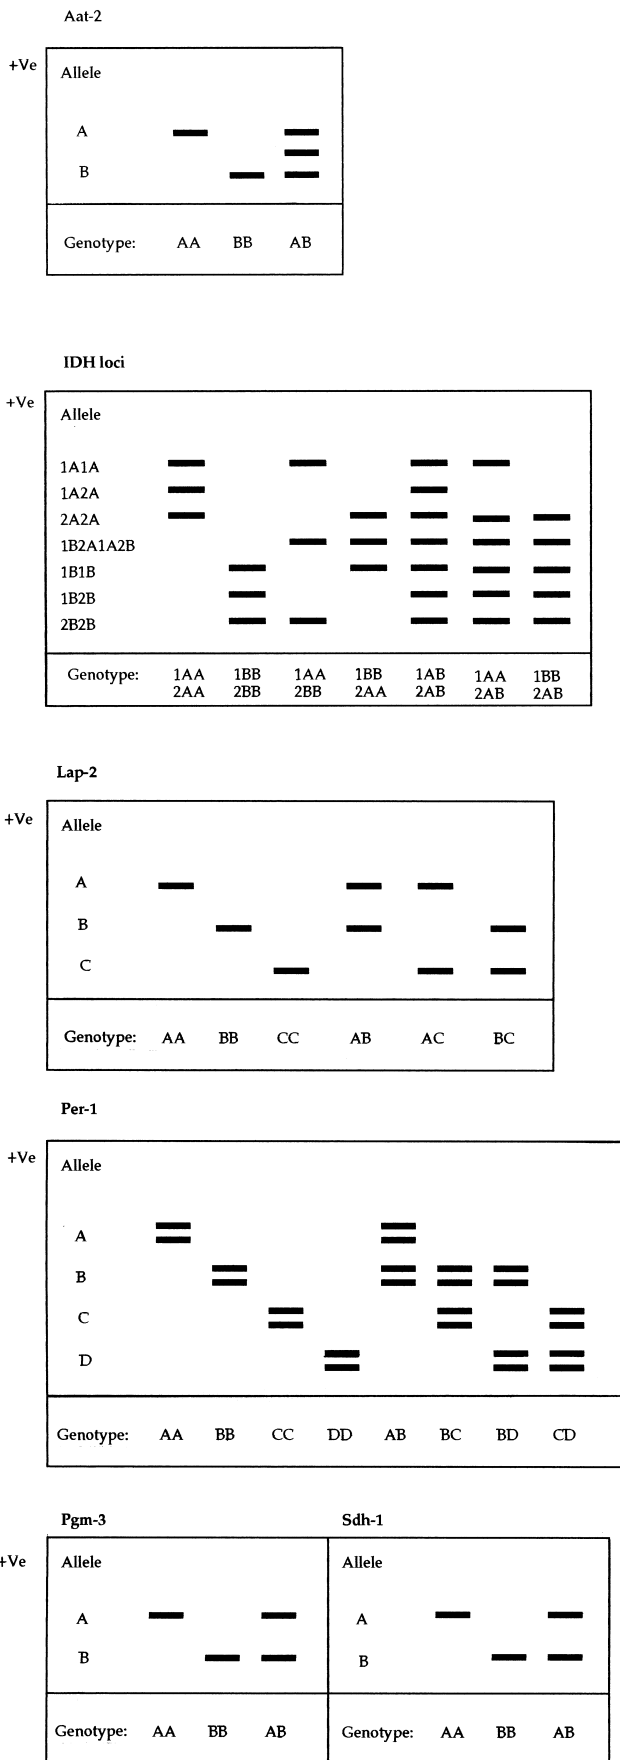 Aat-2
+Ve
Allele
A
B
Genotype: AA BB AB
IDH loci
+Ve
Allele
1A1A
1A2A
2A2A
1B2A1A2B
1B1B
1B2B
2B2B
Genotype: 1AA 1BB 1AA 1BB 1AB 1AA 1BB
2AA 2BB 2BB 2AA 2AB 2AB 2AB
Lap-2
+Ve
Allele
A
B
C
Genotype: AA BB CC AB AC BC
Per-1
+Ve
Allele
A
B
C
D
Genotype: AA BB CC DD AB BC BD CD
Pgm-3 Sdh-1
+Ve
Allele Allele
A A
B B
Genotype: AA BB AB Genotype: AA BB AB